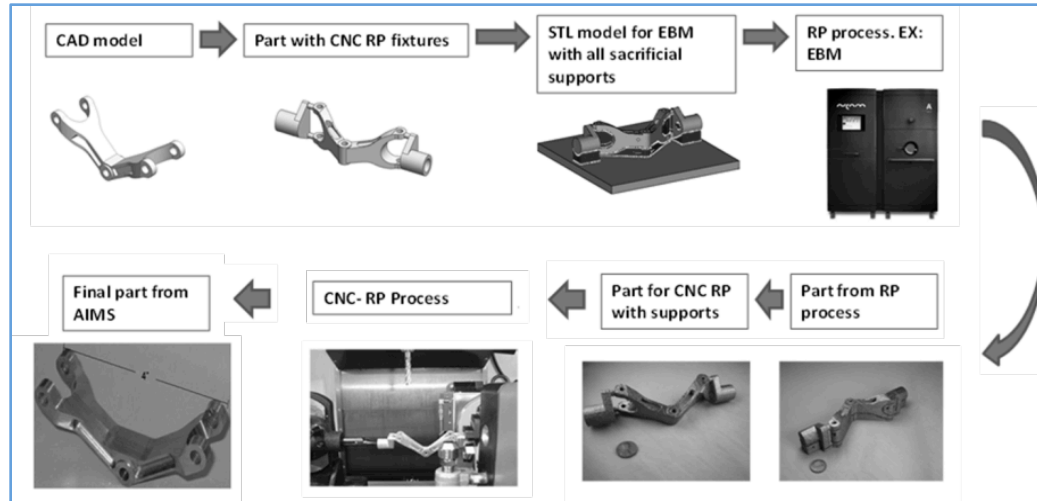 CAD model
Part with CNC RP fixtures
STL model for EBM
with all sacrificial
supports
RP process. EX:
EBM
A
Final part from
AIMS
CNC- RP Process
Part for CNC RP
with supports
Part from RP
process
4"